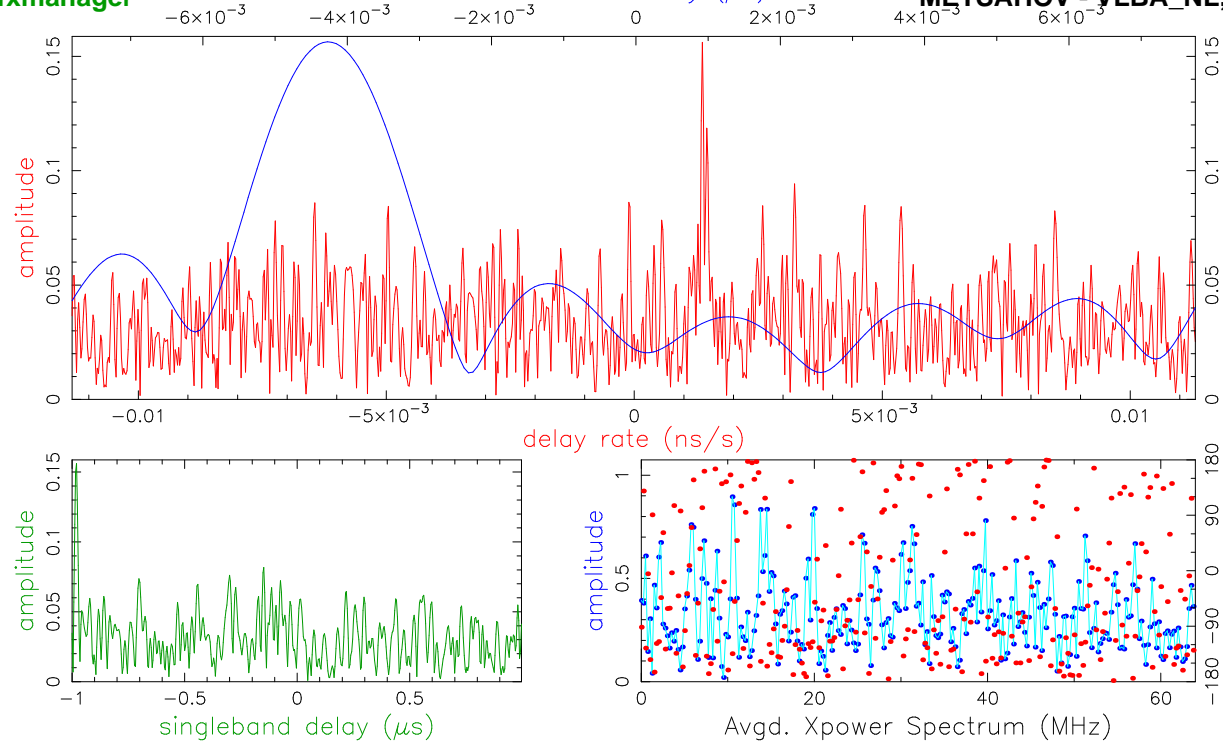 −6×10⁻³ −4×10⁻³ −2×10⁻³ 0 2×10⁻³ 4×10⁻³ 6×10⁻³
0.15 0.15
0.1 0.1
amplitude
0.05 0.05
0 0
−0.01 −5×10⁻³ 0 5×10⁻³ 0.01
delay rate (ns/s)
0.15
0.1
amplitude
0.05
0
−1 −0.5 0 0.5
singleband delay (μs)
1 180
90
amplitude
0.5 0
−90
0 −180
0 20 40 60
Avgd. Xpower Spectrum (MHz)